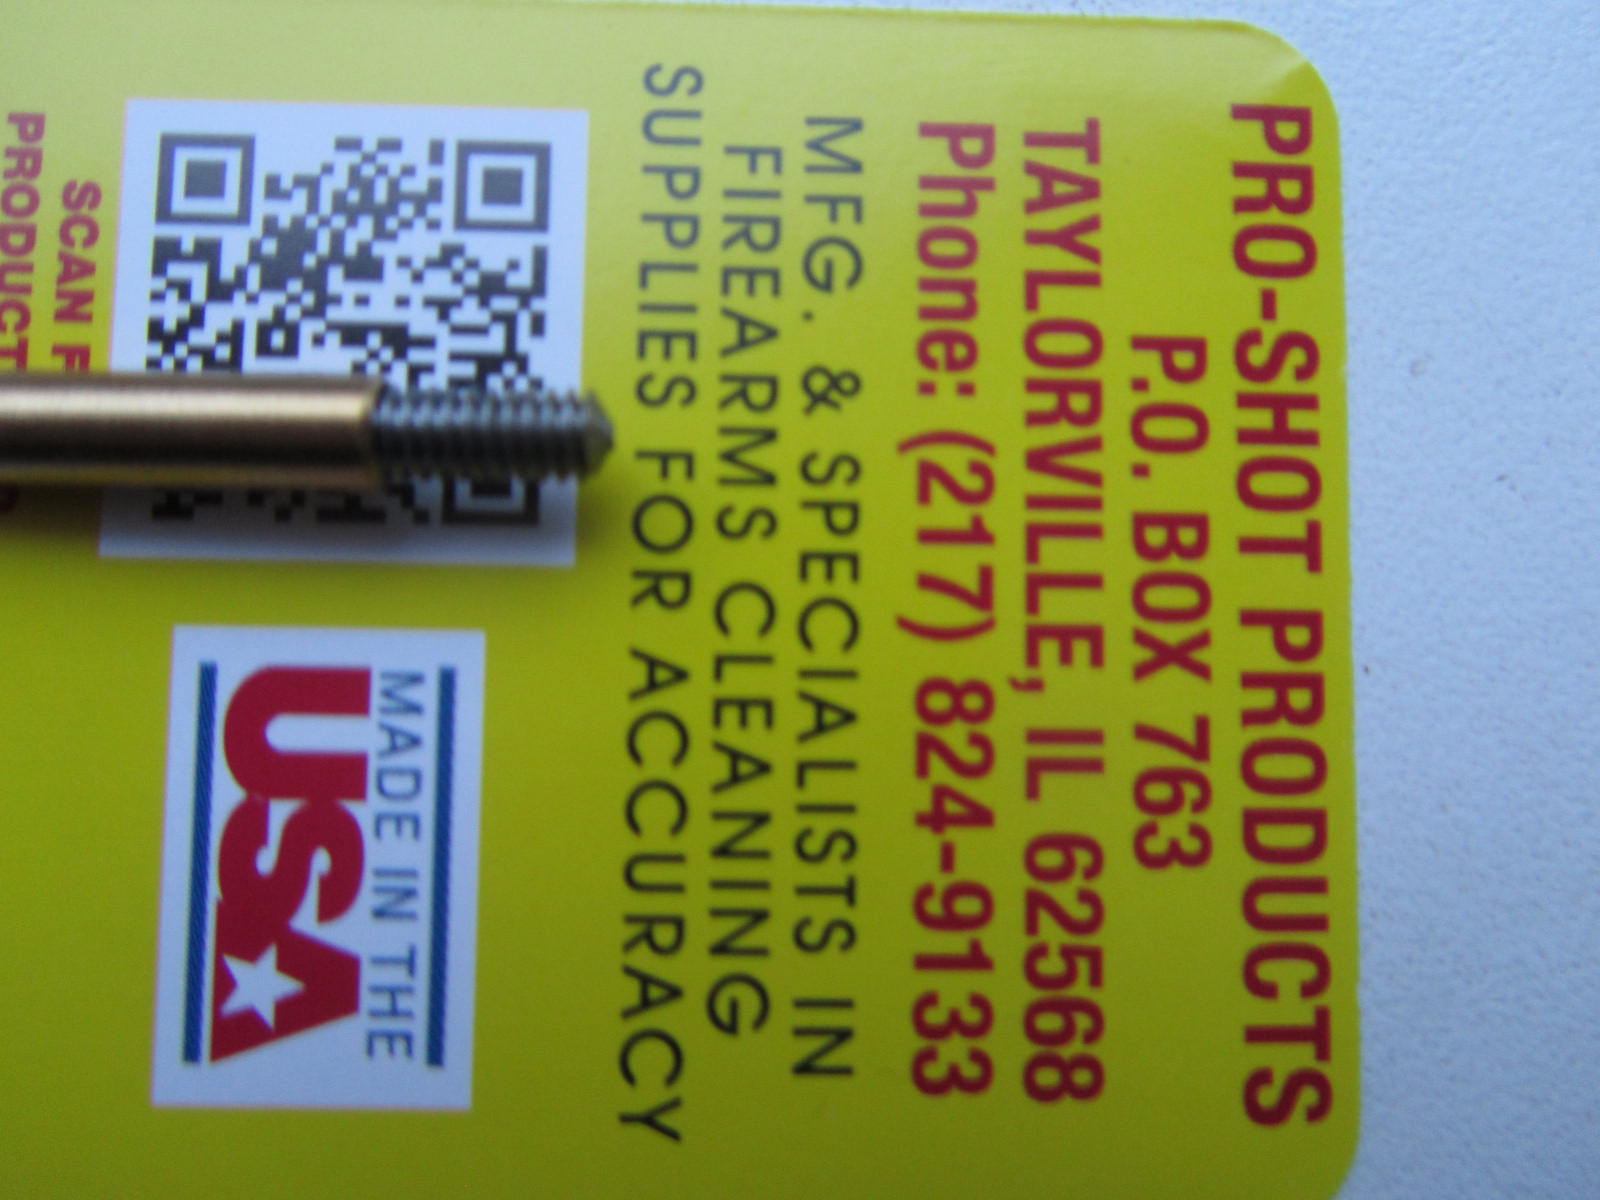 PRO-SHOT PRODUCTS
P.O. BOX 763
TAYLORVILLE, IL 62568
Phone: (217) 824-9133
MFG. & SPECIALISTS IN
FIREARMS CLEANING
SUPPLIES FOR ACCURACY
MADE IN THE
USA
SCAN